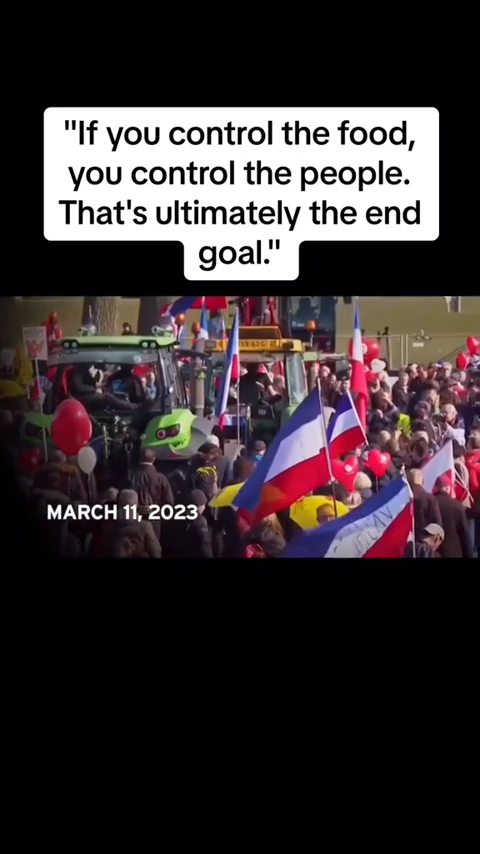 "If you control the food,
you control the people.
That's ultimately the end
goal."
MARCH 11, 2023